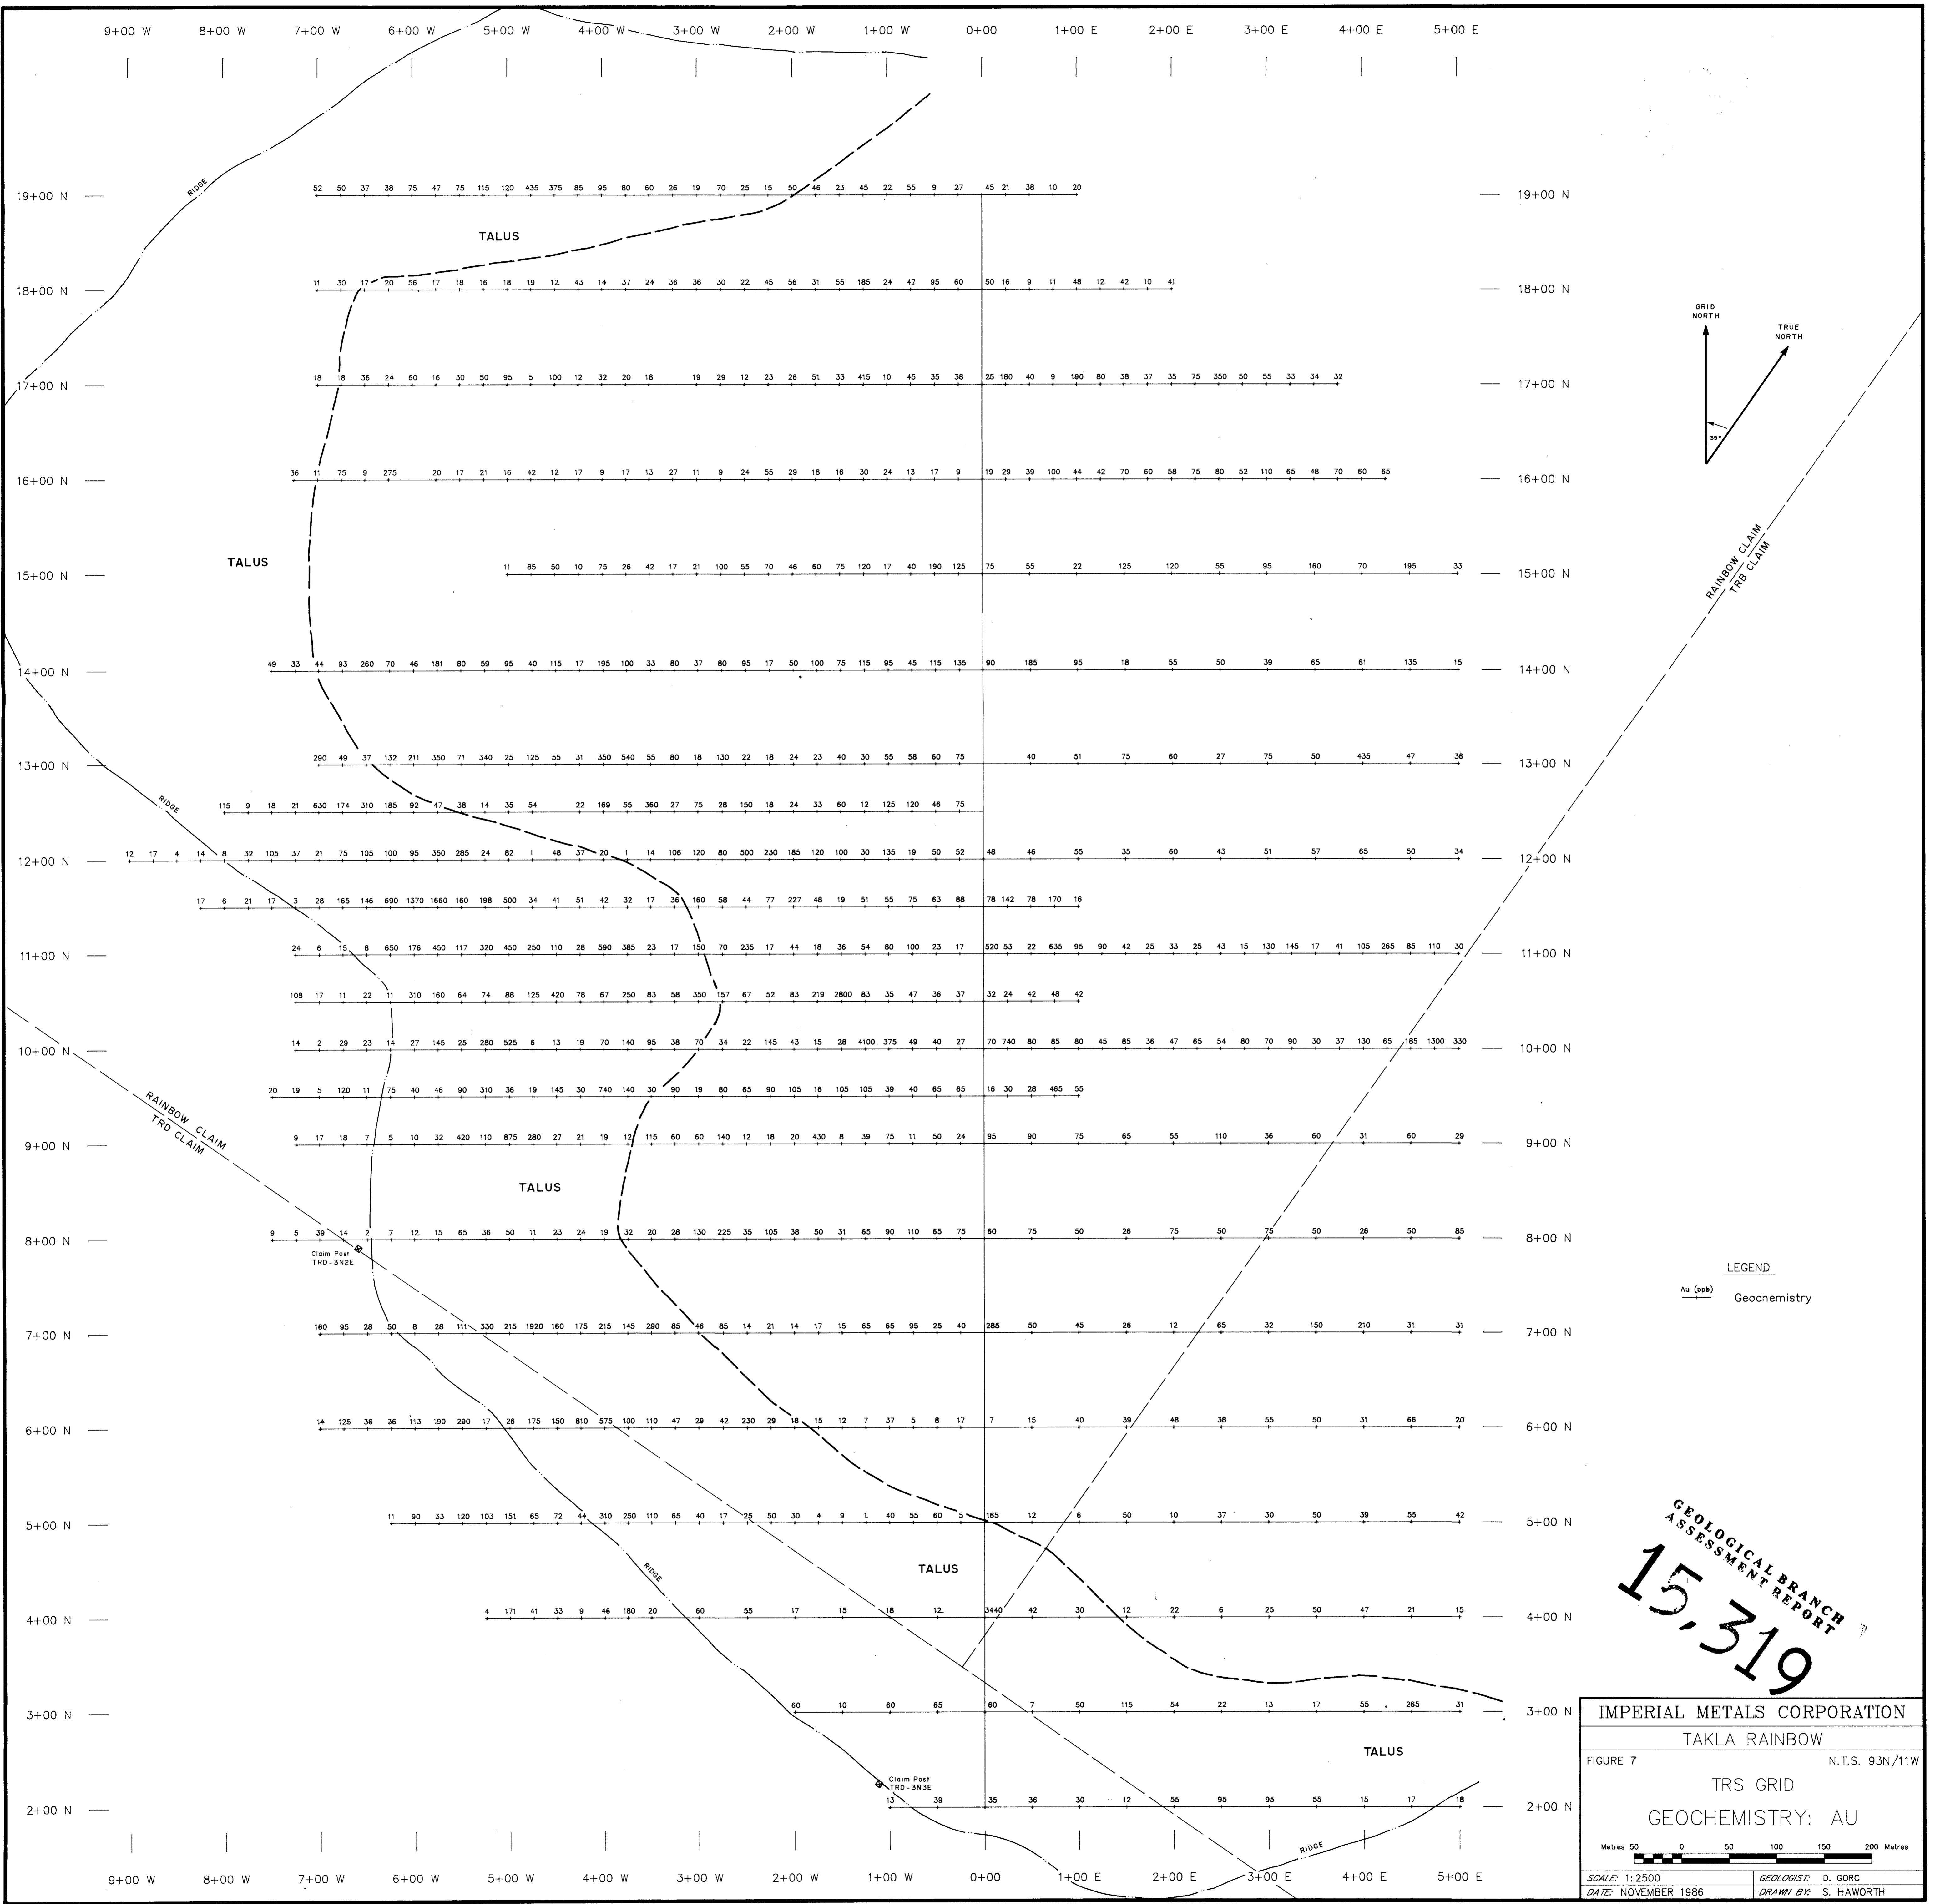 9+00 W 8+00 W 7+00 W 6+00 W 5+00 W 4+00 W 3+00 W 2+00 W 1+00 W 0+00 1+00 E 2+00 E 3+00 E 4+00 E 5+00 E
RIDGE
52 50 37 38 75 47 75 115 120 435 375 85 95 80 60 26 19 70 25 15 50 46 23 45 22 55 9 27 45 21 38 10 20
19+00 N 19+00 N
TALUS
11 30 17 20 56 17 18 16 18 19 12 43 14 37 24 36 36 30 22 45 56 31 55 185 24 47 95 60 50 16 9 11 48 12 42 10 41
18+00 N 18+00 N
GRID NORTH
TRUE NORTH
35°
18 18 36 24 60 16 30 50 95 5 100 12 32 20 18 19 29 12 23 26 51 33 415 10 45 35 38 25 180 40 9 190 80 38 37 35 75 350 50 55 33 34 32
17+00 N 17+00 N
36 11 75 9 275 20 17 21 16 42 12 17 9 17 13 27 11 9 24 55 29 18 16 30 24 13 17 9 19 29 39 100 44 42 70 60 58 75 80 52 110 65 48 70 60 65
16+00 N 16+00 N
RAINBOW CLAIM
TRB CLAIM
TALUS
11 85 50 10 75 26 42 17 21 100 55 70 46 60 75 120 17 40 190 125 75 55 22 125 120 55 95 160 70 195 33
15+00 N 15+00 N
49 33 44 93 260 70 46 181 80 59 95 40 115 17 195 100 33 80 37 80 95 17 50 100 75 115 95 45 115 135 90 185 95 18 55 50 39 65 61 135 15
14+00 N 14+00 N
290 49 37 132 211 350 71 340 25 125 55 31 350 540 55 80 18 130 22 18 24 23 40 30 55 58 60 75 40 51 75 60 27 75 50 435 47 36
13+00 N 13+00 N
RIDGE
115 9 18 21 630 174 310 185 92 47 38 14 35 54 22 169 55 360 27 75 28 150 18 24 33 60 12 125 120 46 75
12 17 4 14 8 32 105 37 21 75 105 100 95 350 285 24 82 1 48 37 20 1 14 106 120 80 500 230 185 120 100 30 135 19 50 52 48 46 55 35 60 43 51 57 65 50 34
12+00 N 12+00 N
17 6 21 17 3 28 165 146 690 1370 1660 160 198 500 34 41 51 42 32 17 36 160 58 44 77 227 48 19 51 55 75 63 88 78 142 78 170 16
24 6 15 8 650 176 450 117 320 450 250 110 28 590 385 23 17 150 70 235 17 44 18 36 54 80 100 23 17 520 53 22 635 95 90 42 25 33 25 43 15 130 145 17 41 105 265 85 110 30
11+00 N 11+00 N
108 17 11 22 11 310 160 64 74 88 125 420 78 67 250 83 58 350 157 67 52 83 219 2800 83 35 47 36 37 32 24 42 48 42
14 2 29 23 14 27 145 25 280 525 6 13 19 70 140 95 38 70 34 22 145 43 15 28 4100 375 49 40 27 70 740 80 85 80 45 85 36 47 65 54 80 70 90 30 37 130 65 185 1300 330
10+00 N 10+00 N
20 19 5 120 11 75 40 46 90 310 36 19 145 30 740 140 30 90 19 80 65 90 105 16 105 105 39 40 65 65 16 30 28 465 55
RAINBOW CLAIM
TRD CLAIM
9 17 18 7 5 10 32 420 110 875 280 27 21 19 12 115 60 60 140 12 18 20 430 8 39 75 11 50 24 95 90 75 65 55 110 36 60 31 60 29
9+00 N 9+00 N
TALUS
9 5 39 14 2 7 12 15 65 36 50 11 23 24 19 32 20 28 130 225 35 105 38 50 31 65 90 110 65 75 60 75 50 26 75 50 75 50 26 50 85
8+00 N 8+00 N
Claim Post
TRD-3N2E
LEGEND
Au (ppb)
Geochemistry
160 95 28 50 8 28 111 330 215 1920 160 175 215 145 290 85 46 85 14 21 14 17 15 65 65 95 25 40 285 50 45 26 12 65 32 150 210 31 31
7+00 N 7+00 N
14 125 36 36 113 190 290 17 26 175 150 810 575 100 110 47 29 42 230 29 18 15 12 7 37 5 8 17 7 15 40 39 48 38 55 50 31 66 20
6+00 N 6+00 N
11 90 33 120 103 151 65 72 44 310 250 110 65 40 17 25 50 30 4 9 1 40 55 60 5 165 12 6 50 10 37 30 50 39 55 42
5+00 N 5+00 N
RIDGE
TALUS
GEOLOGICAL BRANCH
ASSESSMENT REPORT
15,319
4 171 41 33 9 46 180 20 60 55 17 15 18 12 3440 42 30 12 22 6 25 50 47 21 15
4+00 N 4+00 N
60 10 60 65 60 7 50 115 54 22 13 17 55 265 31
3+00 N 3+00 N
TALUS
Claim Post
TRD-3N3E
13 39 35 36 30 12 55 95 95 55 15 17 18
2+00 N 2+00 N
RIDGE
9+00 W 8+00 W 7+00 W 6+00 W 5+00 W 4+00 W 3+00 W 2+00 W 1+00 W 0+00 1+00 E 2+00 E 3+00 E 4+00 E 5+00 E
IMPERIAL METALS CORPORATION
TAKLA RAINBOW
FIGURE 7 N.T.S. 93N/11W
TRS GRID
GEOCHEMISTRY: AU
Metres 50 0 50 100 150 200 Metres
SCALE: 1:2500 GEOLOGIST: D. GORC
DATE: NOVEMBER 1986 DRAWN BY: S. HAWORTH